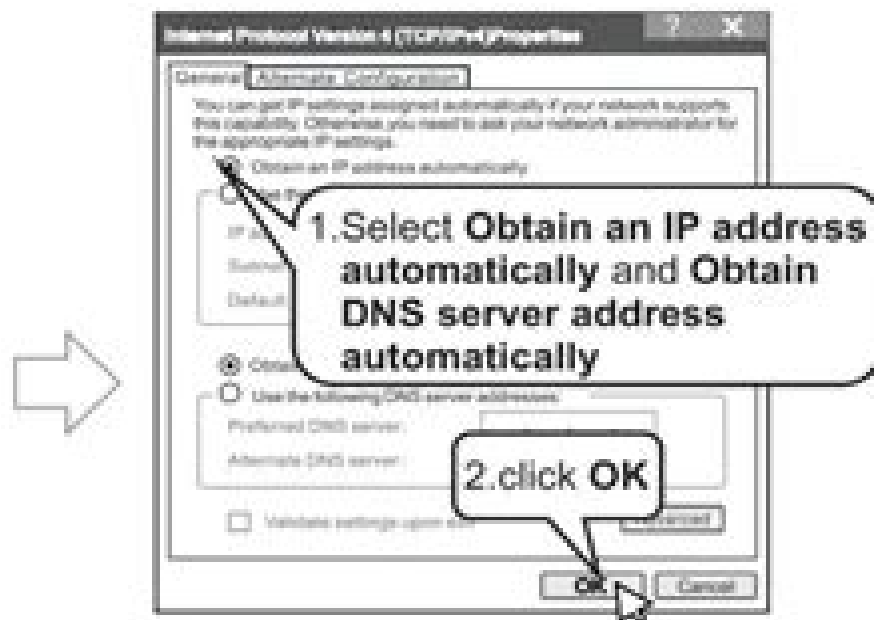 Internet Protocol Version 4 (TCP/IPv4)Properties
? X
General Alternate Configuration
You can get IP settings assigned automatically if your network supports
this capability. Otherwise, you need to ask your network administrator for
the appropriate IP settings.
Obtain an IP address automatically
1.Select Obtain an IP address
automatically and Obtain
DNS server address
automatically
Default
Use the following DNS server addresses:
Preferred DNS server:
Alternate DNS server:
2.click OK
Validate settings upon
OK Cancel